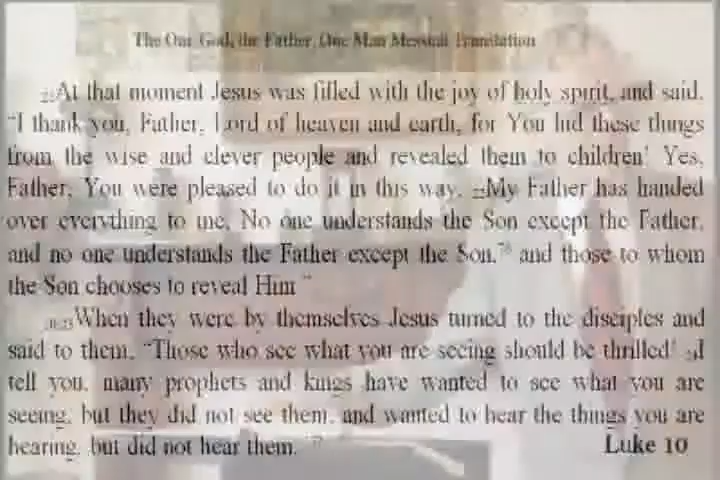 The One God, the Father, One Man Messiah Translation
21At that moment Jesus was filled with the joy of holy spirit, and said,
"I thank you, Father, Lord of heaven and earth, for You hid these things
from the wise and clever people and revealed them to children! Yes,
Father, You were pleased to do it in this way. 22My Father has handed
over everything to me. No one understands the Son except the Father,
and no one understands the Father except the Son,76 and those to whom
the Son chooses to reveal Him."
10:23When they were by themselves Jesus turned to the disciples and
said to them, "Those who see what you are seeing should be thrilled! 24I
tell you, many prophets and kings have wanted to see what you are
seeing, but they did not see them, and wanted to hear the things you are
hearing, but did not hear them.
Luke 10